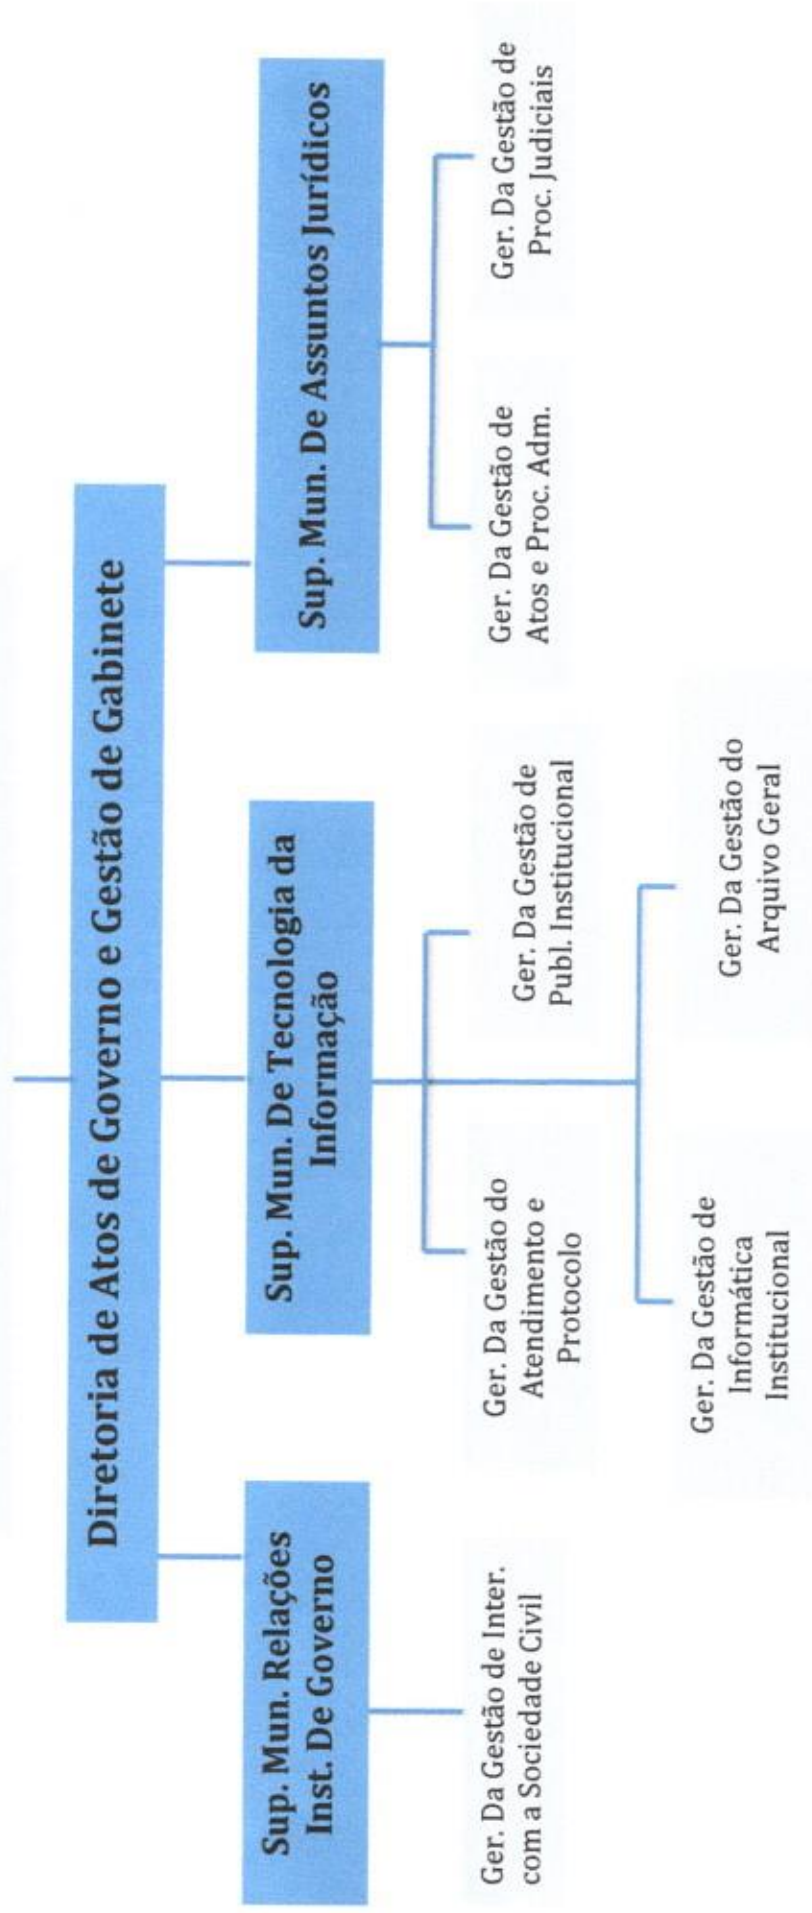 Diretoria de Atos de Governo e Gestão de Gabinete
Sup. Mun. Relações
Inst. De Governo
Sup. Mun. De Tecnologia da
Informação
Sup. Mun. De Assuntos Jurídicos
Ger. Da Gestão de Inter.
com a Sociedade Civil
Ger. Da Gestão do
Atendimento e
Protocolo
Ger. Da Gestão de
Publ. Institucional
Ger. Da Gestão de
Atos e Proc. Adm.
Ger. Da Gestão de
Proc. Judiciais
Ger. Da Gestão de
Informática
Institucional
Ger. Da Gestão do
Arquivo Geral